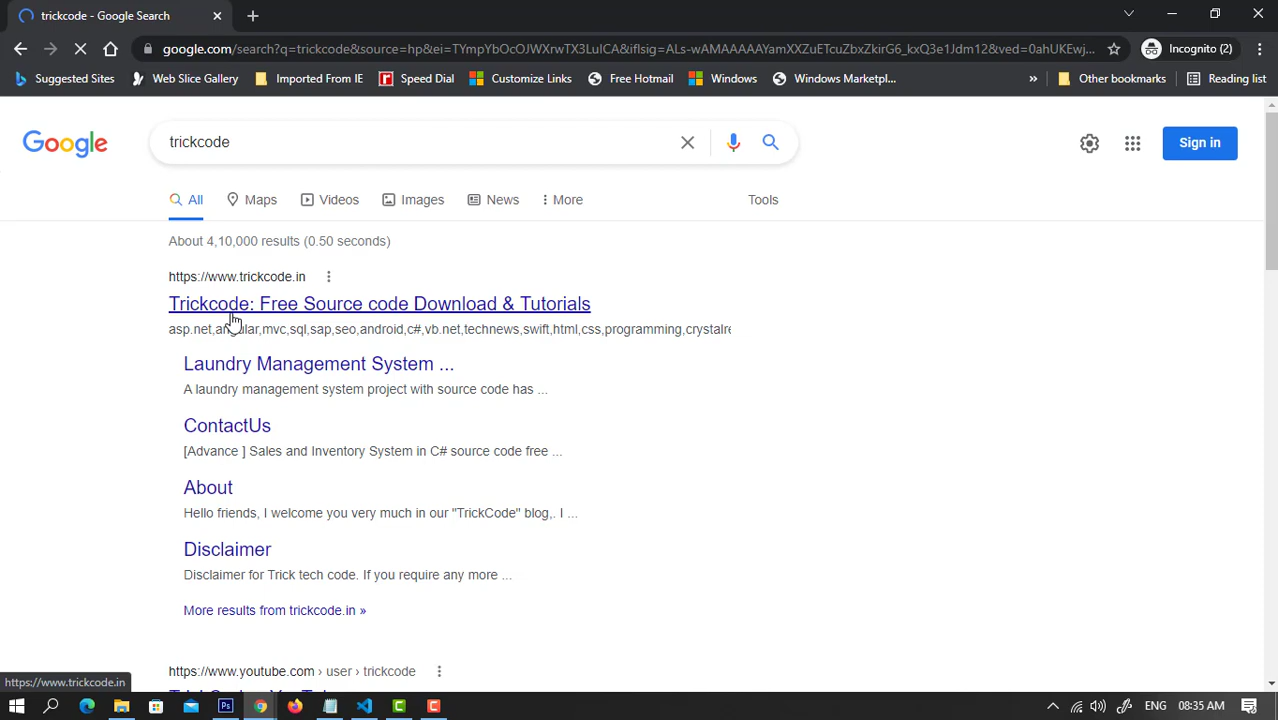 trickcode - Google Search
google.com/search?q=trickcode&source=hp&ei=TYmpYbOcOJWXrwTX3LuICA&iflsig=ALs-wAMAAAAAYamXXZuETcuZbxZkirG6_kxQ3e1Jdm12&ved=0ahUKEwj...
Incognito (2)
Suggested Sites
Web Slice Gallery
Imported From IE
Speed Dial
Customize Links
Free Hotmail
Windows
Windows Marketpl...
»
Other bookmarks
Reading list
Google
trickcode
Sign in
All
Maps
Videos
Images
News
More
Tools
About 4,10,000 results (0.50 seconds)
https://www.trickcode.in
Trickcode: Free Source code Download & Tutorials
asp.net,angular,mvc,sql,sap,seo,android,c#,vb.net,technews,swift,html,css,programming,crystalre
Laundry Management System ...
A laundry management system project with source code has ...
ContactUs
[Advance ] Sales and Inventory System in C# source code free ...
About
Hello friends, I welcome you very much in our "TrickCode" blog,. I ...
Disclaimer
Disclaimer for Trick tech code. If you require any more ...
More results from trickcode.in »
https://www.youtube.com › user › trickcode
https://www.trickcode.in
Ps
ENG
08:35 AM